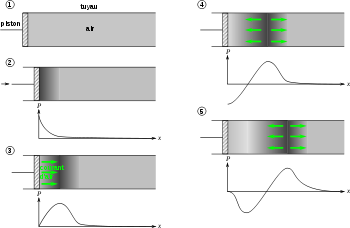 ①
tuyau
④
piston
air
②
P
x
P
x
⑤
③
P
x
P
x